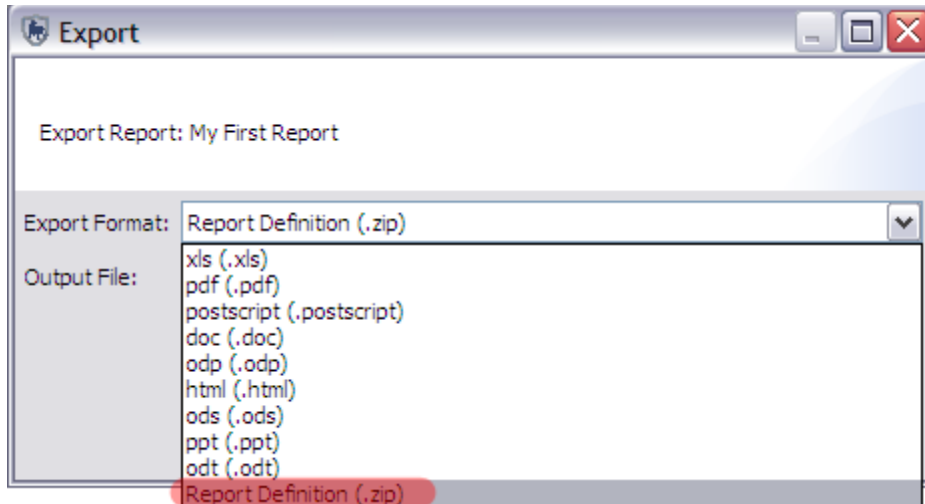 Export
Export Report: My First Report
Export Format: Report Definition (.zip)
Output File:
xls (.xls)
pdf (.pdf)
postscript (.postscript)
doc (.doc)
odp (.odp)
html (.html)
ods (.ods)
ppt (.ppt)
odt (.odt)
Report Definition (.zip)